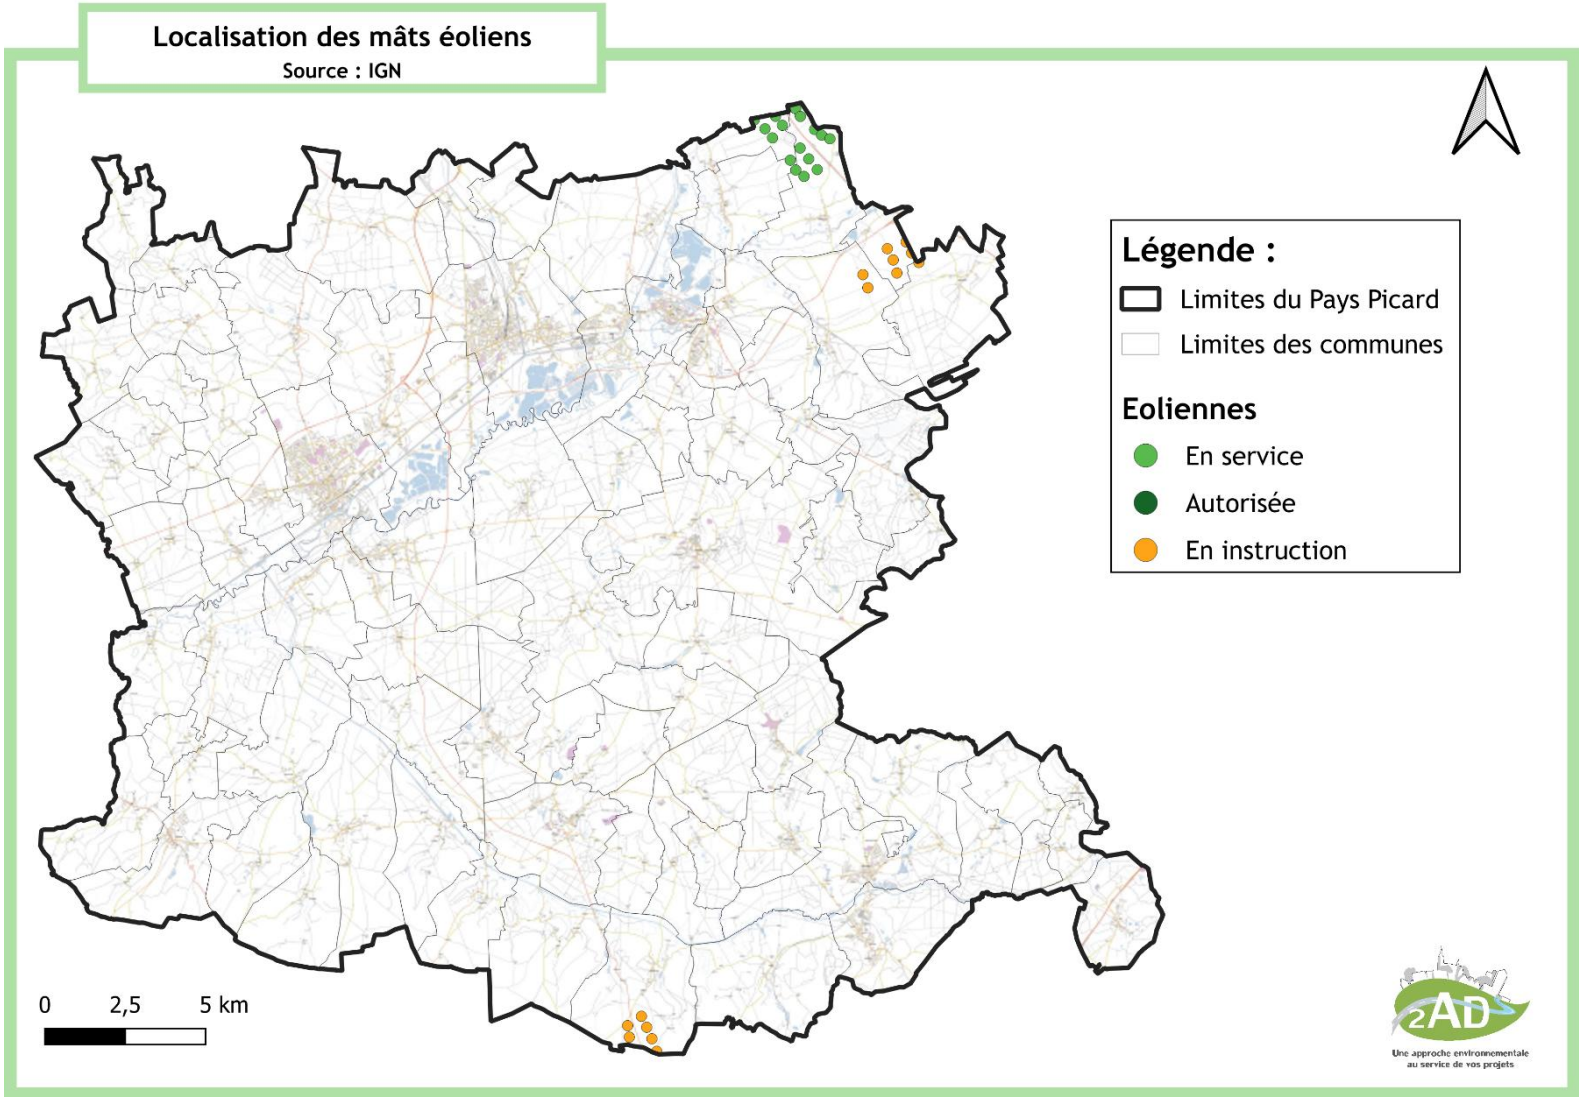 Localisation des mâts éoliens
Source : IGN
Légende :
Limites du Pays Picard
Limites des communes
Eoliennes
En service
Autorisée
En instruction
0 2,5 5 km
2AD
Une approche environnementale
au service de vos projets